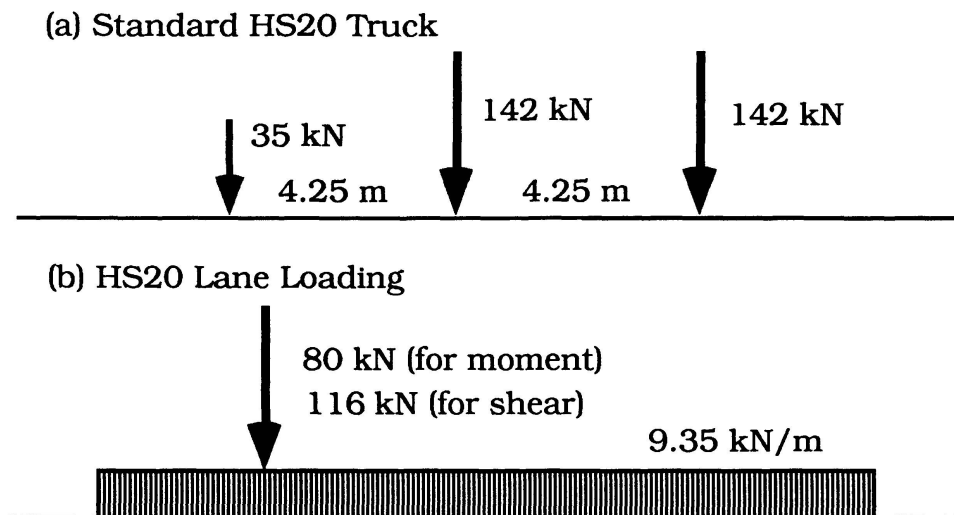 (a) Standard HS20 Truck
142 kN
142 kN
35 kN
4.25 m
4.25 m
(b) HS20 Lane Loading
80 kN (for moment)
116 kN (for shear)
9.35 kN/m